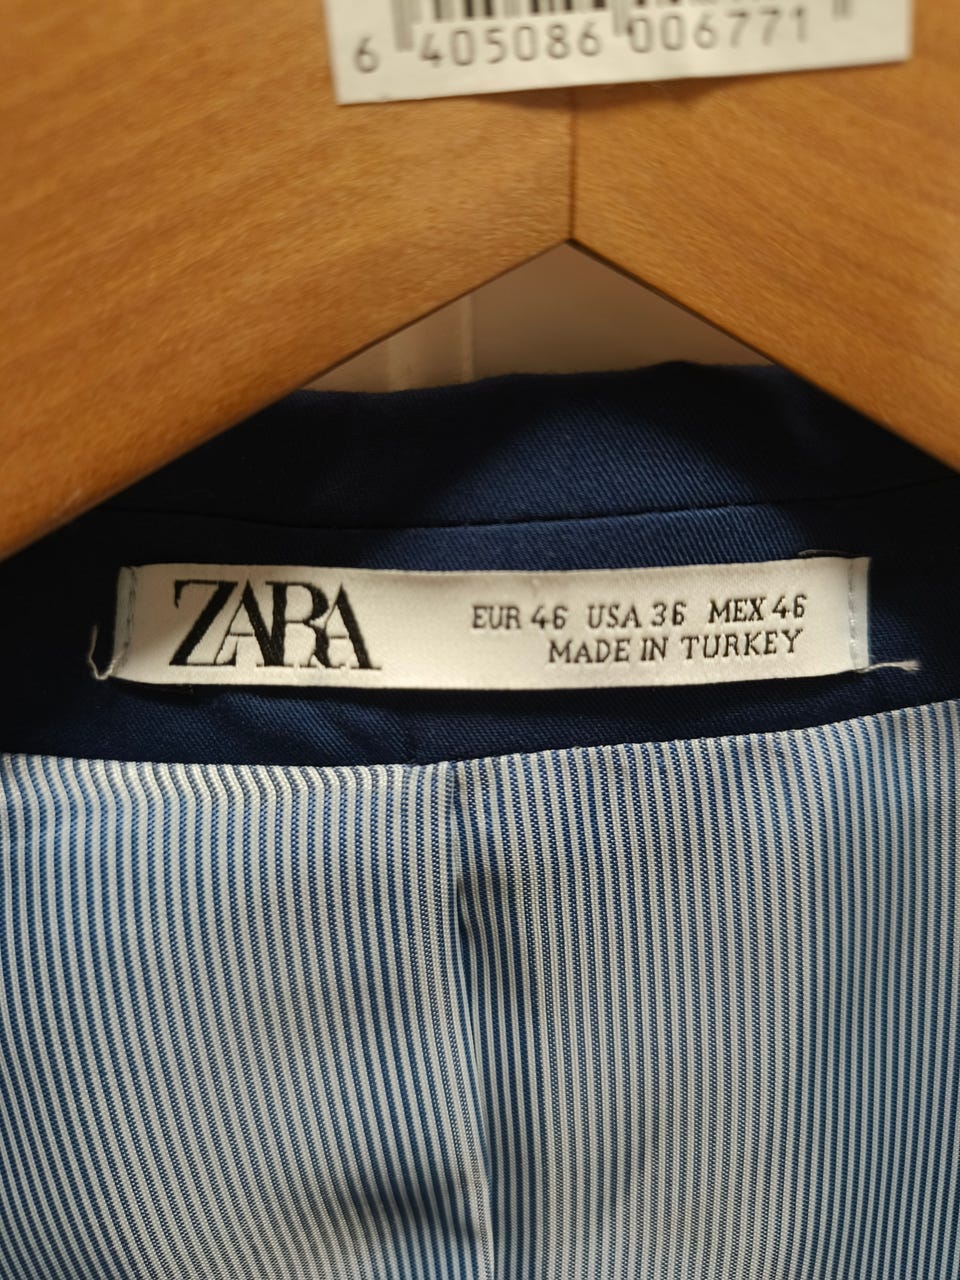 6 405086 006771
ZARA
EUR 46 USA 36 MEX 46
MADE IN TURKEY